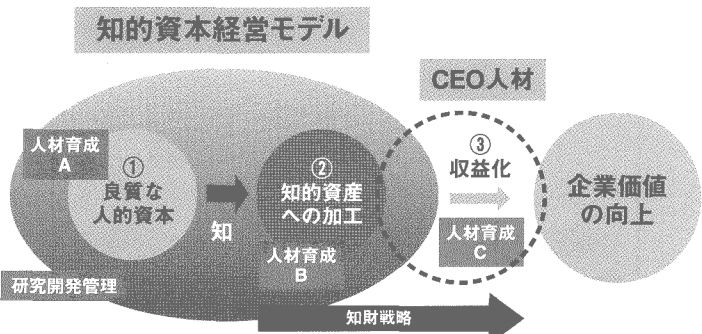 知的資本経営モデル
CEO人材
人材育成
A
①
良質な
人的資本
知
②
知的資産
への加工
人材育成
B
③
収益化
人材育成
C
企業価値
の向上
研究開発管理
知財戦略